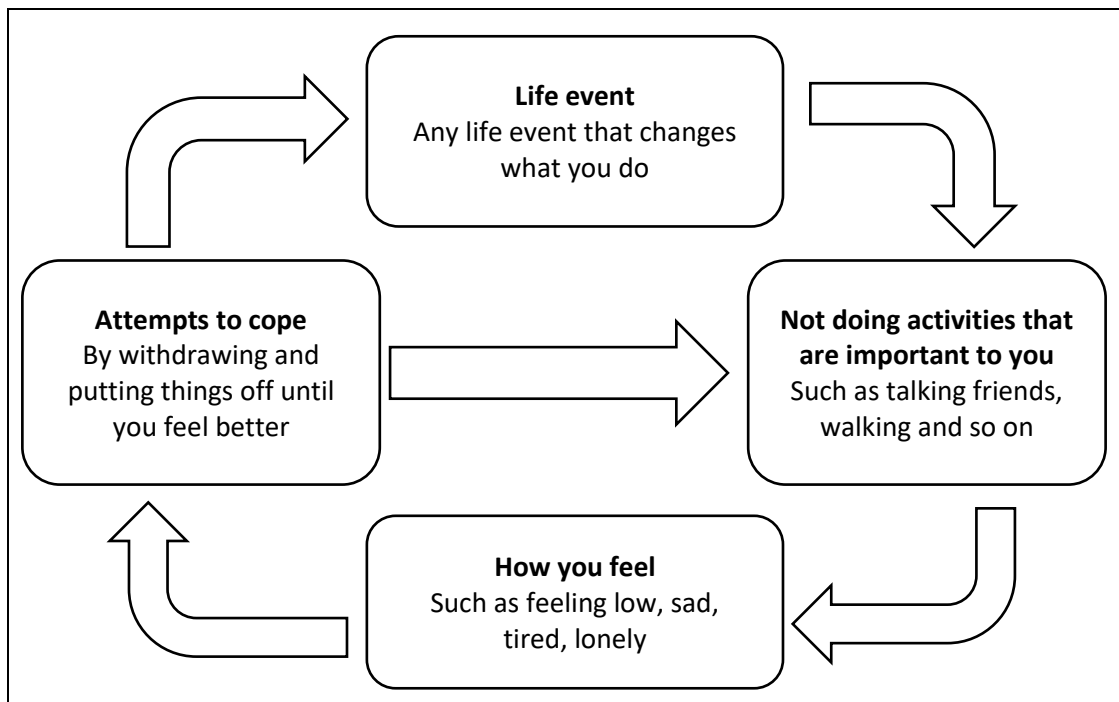 Life event
Any life event that changes
what you do
Attempts to cope
By withdrawing and
putting things off until
you feel better
Not doing activities that
are important to you
Such as talking friends,
walking and so on
How you feel
Such as feeling low, sad,
tired, lonely